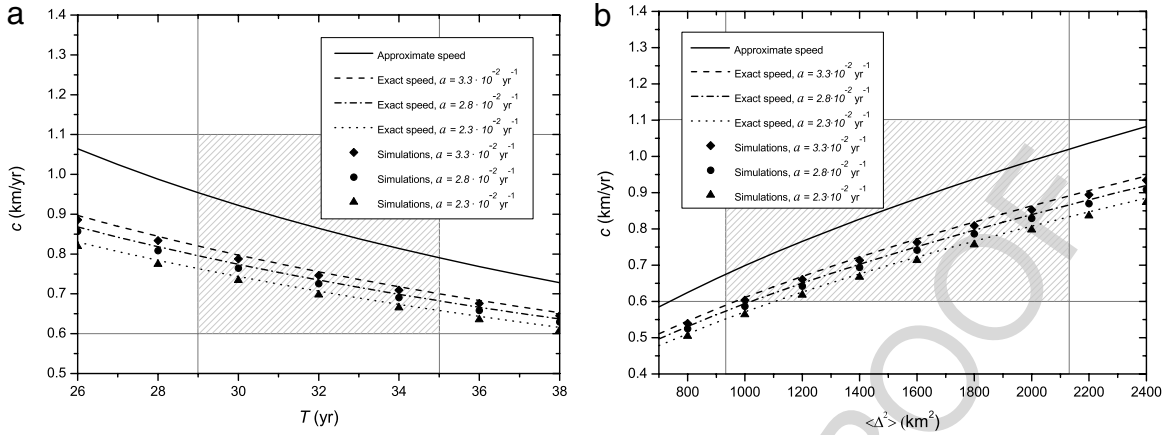 a
1.4
1.3
1.2
1.1
1.0
0.9
0.8
0.7
0.6
0.5
0.4
c (km/yr)
26 28 30 32 34 36 38
T (yr)
Approximate speed
Exact speed, a = 3.3 · 10⁻² yr⁻¹
Exact speed, a = 2.8 · 10⁻² yr⁻¹
Exact speed, a = 2.3 · 10⁻² yr⁻¹
Simulations, a = 3.3 · 10⁻² yr⁻¹
Simulations, a = 2.8 · 10⁻² yr⁻¹
Simulations, a = 2.3 · 10⁻² yr⁻¹
b
1.4
1.3
1.2
1.1
1.0
0.9
0.8
0.7
0.6
0.5
0.4
c (km/yr)
800 1000 1200 1400 1600 1800 2000 2200 2400
<Δ²> (km²)
Approximate speed
Exact speed, a = 3.3·10⁻² yr⁻¹
Exact speed, a = 2.8·10⁻² yr⁻¹
Exact speed, a = 2.3·10⁻² yr⁻¹
Simulations, a = 3.3·10⁻² yr⁻¹
Simulations, a = 2.8·10⁻² yr⁻¹
Simulations, a = 2.3·10⁻² yr⁻¹
PROOF